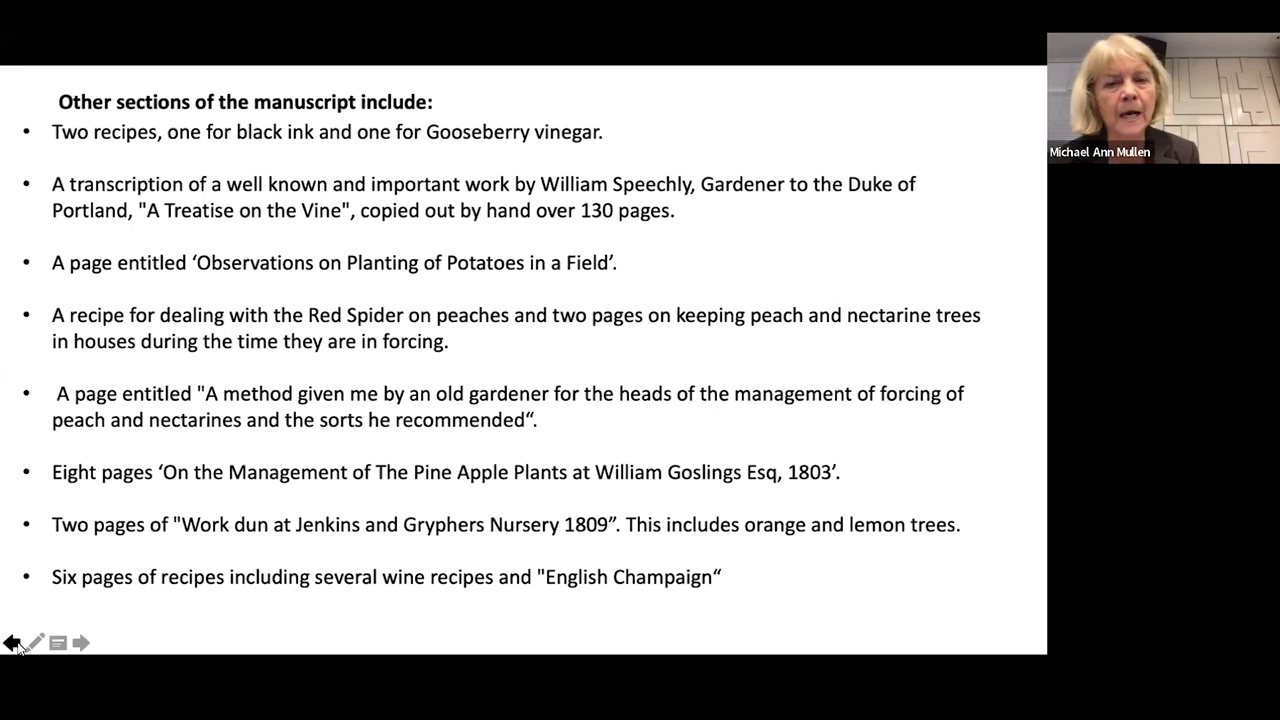 Other sections of the manuscript include:
• Two recipes, one for black ink and one for Gooseberry vinegar.
• A transcription of a well known and important work by William Speechly, Gardener to the Duke of
Portland, "A Treatise on the Vine", copied out by hand over 130 pages.
• A page entitled ‘Observations on Planting of Potatoes in a Field’.
• A recipe for dealing with the Red Spider on peaches and two pages on keeping peach and nectarine trees
in houses during the time they are in forcing.
• A page entitled "A method given me by an old gardener for the heads of the management of forcing of
peach and nectarines and the sorts he recommended“.
• Eight pages ‘On the Management of The Pine Apple Plants at William Goslings Esq, 1803’.
• Two pages of "Work dun at Jenkins and Gryphers Nursery 1809”. This includes orange and lemon trees.
• Six pages of recipes including several wine recipes and "English Champaign“
Michael Ann Mullen